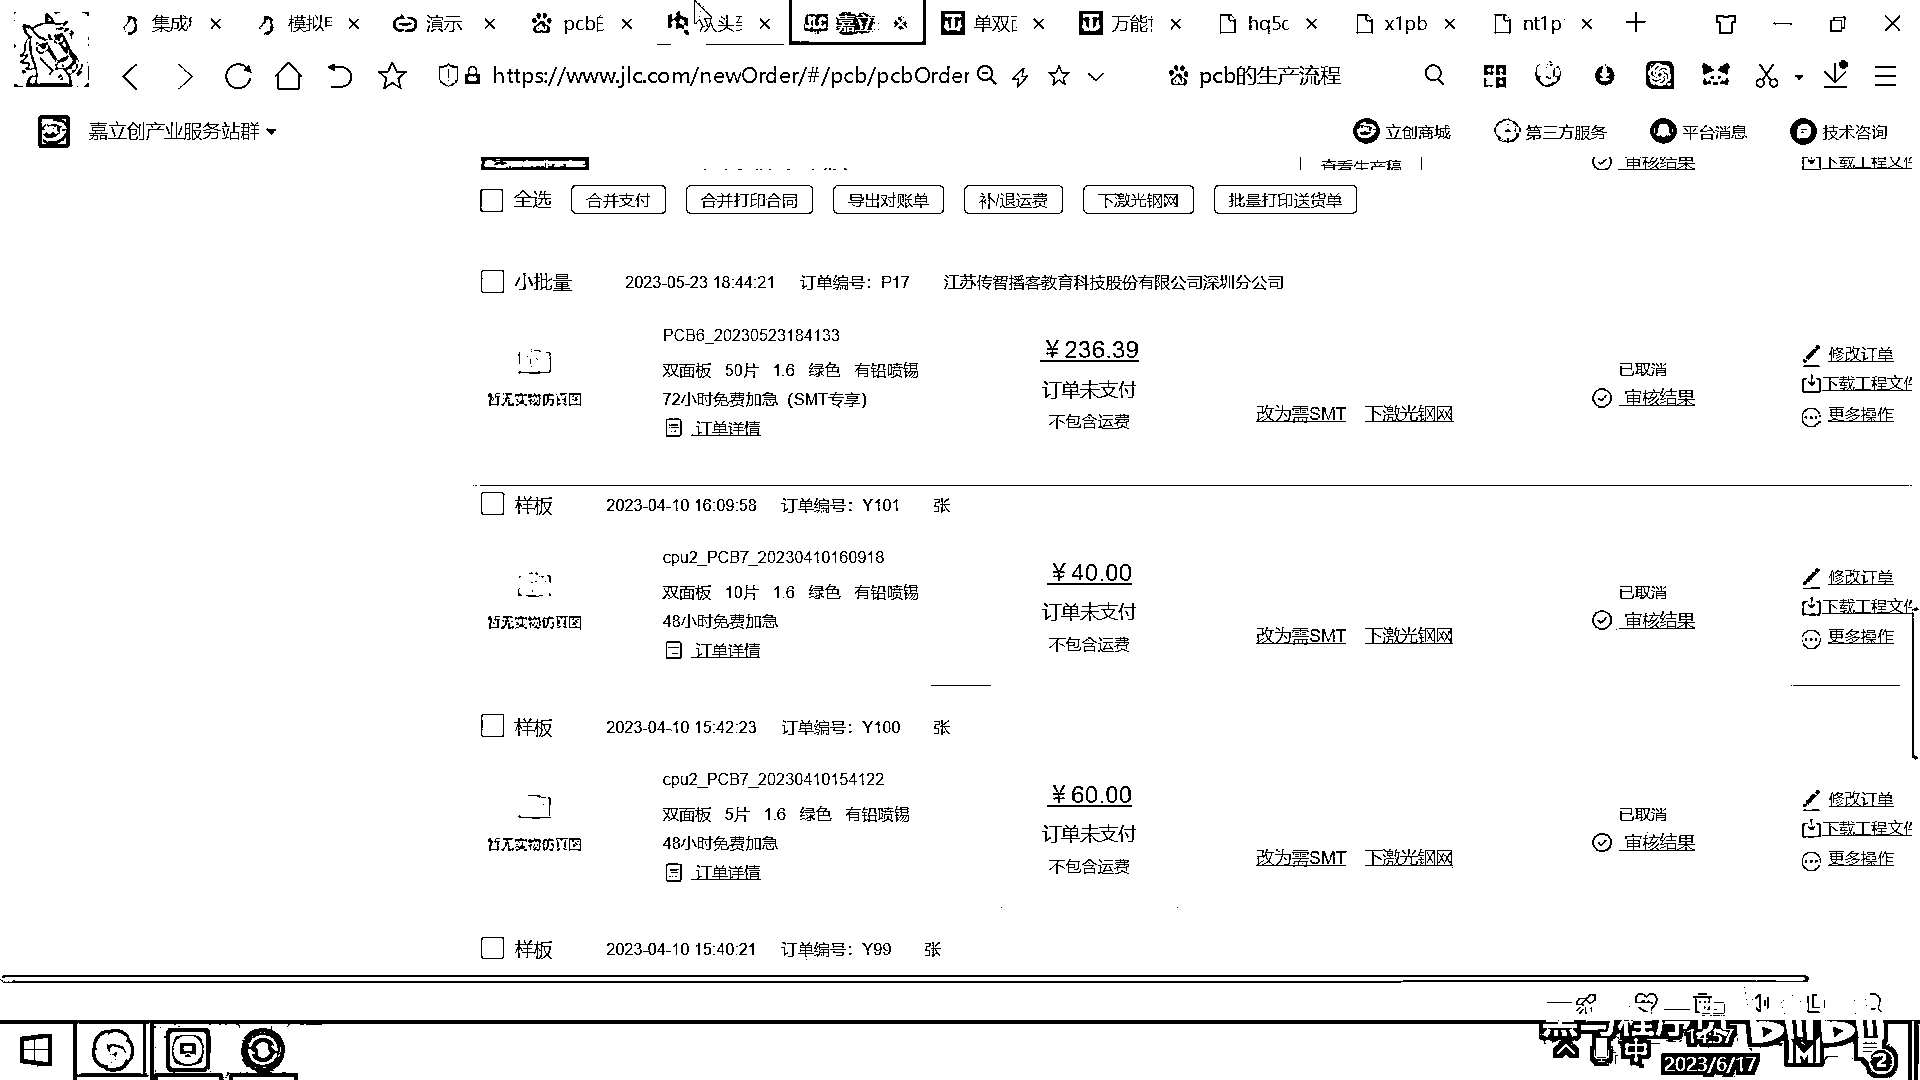 集成 模拟 演示 pcb 头 嘉立 单双 万能 hq5c x1pb nt1p
https://www.jlc.com/newOrder/#/pcb/pcbOrder pcb的生产流程
嘉立创产业服务站群 立创商城 第三方服务 平台消息 技术咨询
查看生产稿 审核结果 下载工程文件
全选 合并支付 合并打印合同 导出对账单 补/退运费 下激光钢网 批量打印送货单
小批量 2023-05-23 18:44:21 订单编号：P17 江苏传智播客教育科技股份有限公司深圳分公司
PCB6_20230523184133
双面板 50片 1.6 绿色 有铅喷锡
72小时免费加急（SMT专享）
订单详情
暂无实物仿真图
￥236.39
订单未支付
不包含运费
改为需SMT 下激光钢网
已取消
审核结果
修改订单
下载工程文件
更多操作
样板 2023-04-10 16:09:58 订单编号：Y101 张
cpu2_PCB7_20230410160918
双面板 10片 1.6 绿色 有铅喷锡
48小时免费加急
订单详情
暂无实物仿真图
￥40.00
订单未支付
不包含运费
改为需SMT 下激光钢网
已取消
审核结果
修改订单
下载工程文件
更多操作
样板 2023-04-10 15:42:23 订单编号：Y100 张
cpu2_PCB7_20230410154122
双面板 5片 1.6 绿色 有铅喷锡
48小时免费加急
订单详情
暂无实物仿真图
￥60.00
订单未支付
不包含运费
改为需SMT 下激光钢网
已取消
审核结果
修改订单
下载工程文件
更多操作
样板 2023-04-10 15:40:21 订单编号：Y99 张
中 14:57
2023/6/17 2